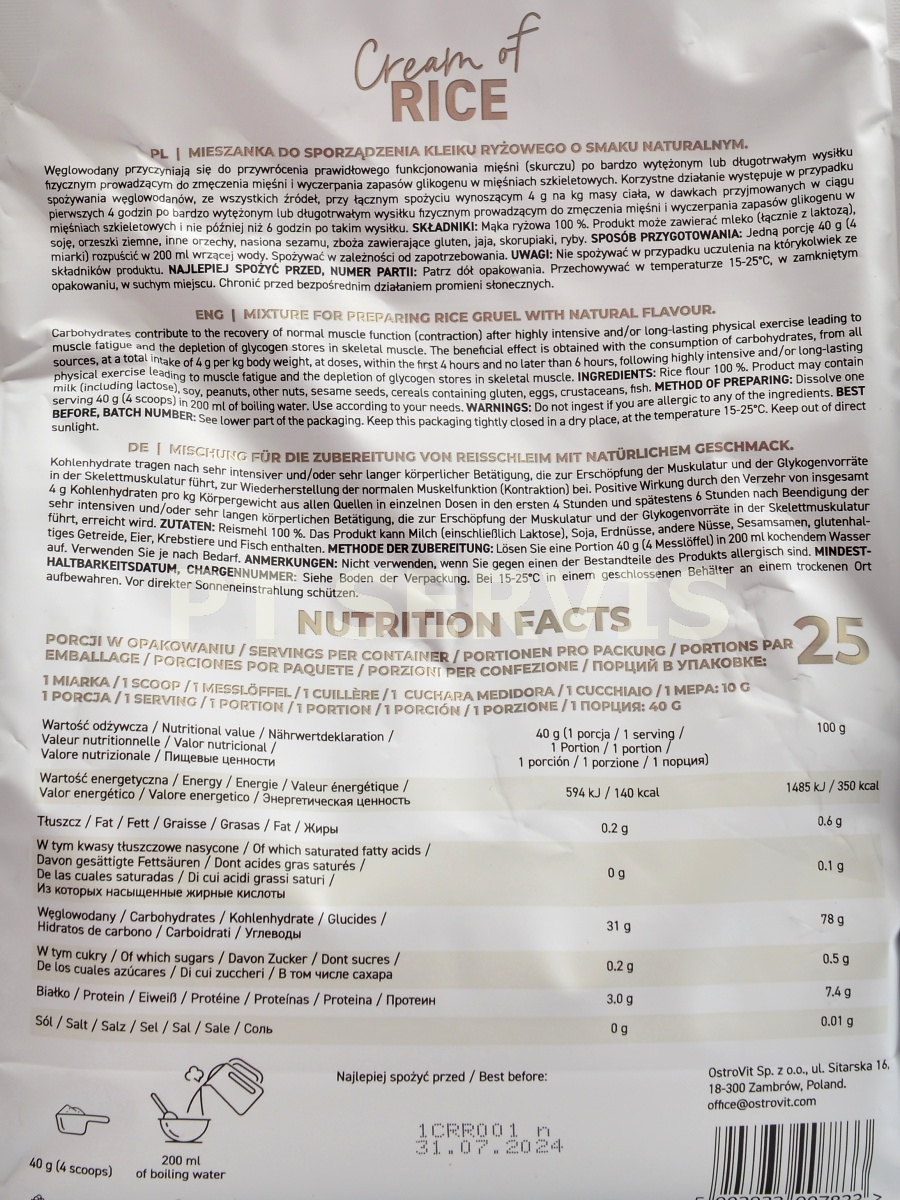 Cream of
RICE
PL | MIESZANKA DO SPORZĄDZENIA KLEIKU RYŻOWEGO O SMAKU NATURALNYM.
Węglowodany przyczyniają się do przywrócenia prawidłowego funkcjonowania mięśni (skurczu) po bardzo wytężonym lub długotrwałym wysiłku
fizycznym prowadzącym do zmęczenia mięśni i wyczerpania zapasów glikogenu w mięśniach szkieletowych. Korzystne działanie występuje w przypadku
spożywania węglowodanów, ze wszystkich źródeł, przy łącznym spożyciu wynoszącym 4 g na kg masy ciała, w dawkach przyjmowanych w ciągu
pierwszych 4 godzin po bardzo wytężonym lub długotrwałym wysiłku fizycznym prowadzącym do zmęczenia mięśni i wyczerpania zapasów glikogenu w
mięśniach szkieletowych i nie później niż 6 godzin po takim wysiłku. SKŁADNIKI: Mąka ryżowa 100 %. Produkt może zawierać mleko (łącznie z laktozą),
soję, orzeszki ziemne, inne orzechy, nasiona sezamu, zboża zawierające gluten, jaja, skorupiaki, ryby. SPOSÓB PRZYGOTOWANIA: Jedną porcję 40 g (4
miarki) rozpuścić w 200 ml wrzącej wody. Spożywać w zależności od zapotrzebowania. UWAGI: Nie spożywać w przypadku uczulenia na którykolwiek ze
składników produktu. NAJLEPIEJ SPOŻYĆ PRZED, NUMER PARTII: Patrz dół opakowania. Przechowywać w temperaturze 15-25°C, w zamkniętym
opakowaniu, w suchym miejscu. Chronić przed bezpośrednim działaniem promieni słonecznych.
ENG | MIXTURE FOR PREPARING RICE GRUEL WITH NATURAL FLAVOUR.
Carbohydrates contribute to the recovery of normal muscle function (contraction) after highly intensive and/or long-lasting physical exercise leading to
muscle fatigue and the depletion of glycogen stores in skeletal muscle. The beneficial effect is obtained with the consumption of carbohydrates, from all
sources, at a total intake of 4 g per kg body weight, at doses, within the first 4 hours and no later than 6 hours, following highly intensive and/or long-lasting
physical exercise leading to muscle fatigue and the depletion of glycogen stores in skeletal muscle. INGREDIENTS: Rice flour 100 %. Product may contain
milk (including lactose), soy, peanuts, other nuts, sesame seeds, cereals containing gluten, eggs, crustaceans, fish. METHOD OF PREPARING: Dissolve one
serving 40 g (4 scoops) in 200 ml of boiling water. Use according to your needs. WARNINGS: Do not ingest if you are allergic to any of the ingredients. BEST
BEFORE, BATCH NUMBER: See lower part of the packaging. Keep this packaging tightly closed in a dry place, at the temperature 15-25°C. Keep out of direct
sunlight.
DE | MISCHUNG FÜR DIE ZUBEREITUNG VON REISSCHLEIM MIT NATÜRLICHEM GESCHMACK.
Kohlenhydrate tragen nach sehr intensiver und/oder sehr langer körperlicher Betätigung, die zur Erschöpfung der Muskulatur und der Glykogenvorräte
in der Skelettmuskulatur führt, zur Wiederherstellung der normalen Muskelfunktion (Kontraktion) bei. Positive Wirkung durch den Verzehr von insgesamt
4 g Kohlenhydraten pro kg Körpergewicht aus allen Quellen in einzelnen Dosen in den ersten 4 Stunden und spätestens 6 Stunden nach Beendigung der
sehr intensiven und/oder sehr langen körperlichen Betätigung, die zur Erschöpfung der Muskulatur und der Glykogenvorräte in der Skelettmuskulatur
führt, erreicht wird. ZUTATEN: Reismehl 100 %. Das Produkt kann Milch (einschließlich Laktose), Soja, Erdnüsse, andere Nüsse, Sesamsamen, glutenhal-
tiges Getreide, Eier, Krebstiere und Fisch enthalten. METHODE DER ZUBEREITUNG: Lösen Sie eine Portion 40 g (4 Messlöffel) in 200 ml kochendem Wasser
auf. Verwenden Sie je nach Bedarf. ANMERKUNGEN: Nicht verwenden, wenn Sie gegen einen der Bestandteile des Produkts allergisch sind. MINDEST-
HALTBARKEITSDATUM, CHARGENNUMMER: Siehe Boden der Verpackung. Bei 15-25°C in einem geschlossenen Behälter an einem trockenen Ort
aufbewahren. Vor direkter Sonneneinstrahlung schützen.
PT SERVIS
NUTRITION FACTS
PORCJI W OPAKOWANIU / SERVINGS PER CONTAINER / PORTIONEN PRO PACKUNG / PORTIONS PAR
EMBALLAGE / PORCIONES POR PAQUETE / PORZIONI PER CONFEZIONE / ПОРЦИЙ В УПАКОВКЕ:
25
1 MIARKA / 1 SCOOP / 1 MESSLÖFFEL / 1 CUILLÈRE / 1 CUCHARA MEDIDORA / 1 CUCCHIAIO / 1 МЕРА: 10 G
1 PORCJA / 1 SERVING / 1 PORTION / 1 PORTION / 1 PORCIÓN / 1 PORZIONE / 1 ПОРЦИЯ: 40 G
Wartość odżywcza / Nutritional value / Nährwertdeklaration /
Valeur nutritionnelle / Valor nutricional /
Valore nutrizionale / Пищевые ценности
40 g (1 porcja / 1 serving /
1 Portion / 1 portion /
1 porción / 1 porzione / 1 порция)
100 g
Wartość energetyczna / Energy / Energie / Valeur énergétique /
Valor energético / Valore energetico / Энергетическая ценность
594 kJ / 140 kcal
1485 kJ / 350 kcal
Tłuszcz / Fat / Fett / Graisse / Grasas / Fat / Жиры
0.2 g
0.6 g
W tym kwasy tłuszczowe nasycone / Of which saturated fatty acids /
Davon gesättigte Fettsäuren / Dont acides gras saturés /
De las cuales saturadas / Di cui acidi grassi saturi /
Из которых насыщенные жирные кислоты
0 g
0.1 g
Węglowodany / Carbohydrates / Kohlenhydrate / Glucides /
Hidratos de carbono / Carboidrati / Углеводы
31 g
78 g
W tym cukry / Of which sugars / Davon Zucker / Dont sucres /
De los cuales azúcares / Di cui zuccheri / В том числе сахара
0.2 g
0.5 g
Białko / Protein / Eiweiß / Protéine / Proteínas / Proteina / Протеин
3.0 g
7.4 g
Sól / Salt / Salz / Sel / Sal / Sale / Соль
0 g
0.01 g
Najlepiej spożyć przed / Best before:
OstroVit Sp. z o.o., ul. Sitarska 16,
18-300 Zambrów, Poland.
office@ostrovit.com
1CRR001 n
31.07.2024
40 g (4 scoops)
200 ml
of boiling water